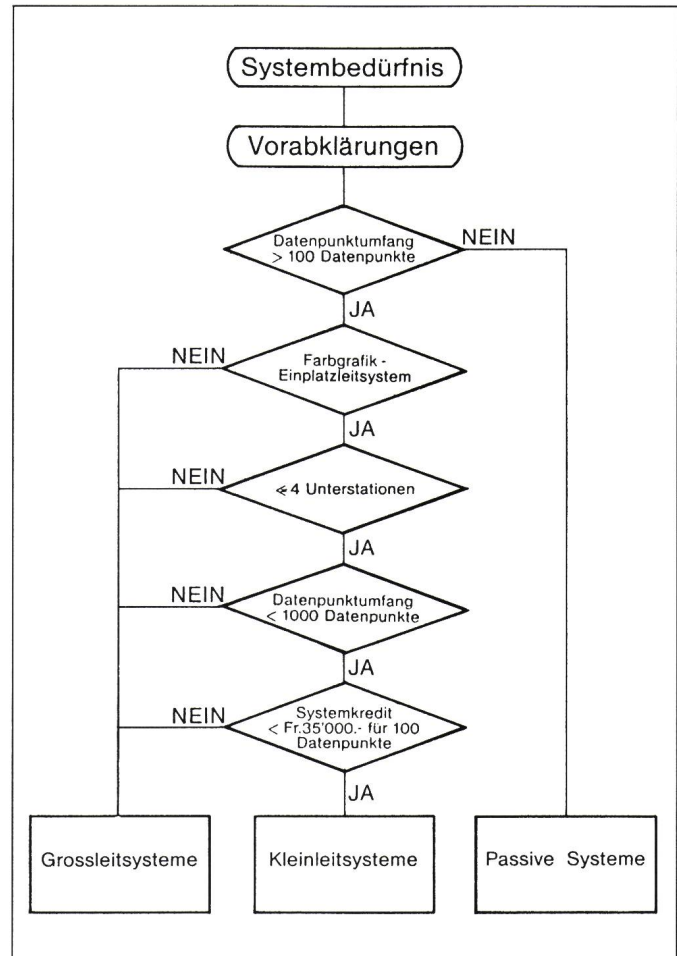 Systembedürfnis
Vorabklärungen
Datenpunktumfang
> 100 Datenpunkte
NEIN
JA
NEIN
Farbgrafik -
Einplatzleitsystem
JA
NEIN
≤ 4 Unterstationen
JA
NEIN
Datenpunktumfang
< 1000 Datenpunkte
JA
NEIN
Systemkredit
< Fr.35'000.- für 100
Datenpunkte
JA
Grossleitsysteme
Kleinleitsysteme
Passive Systeme